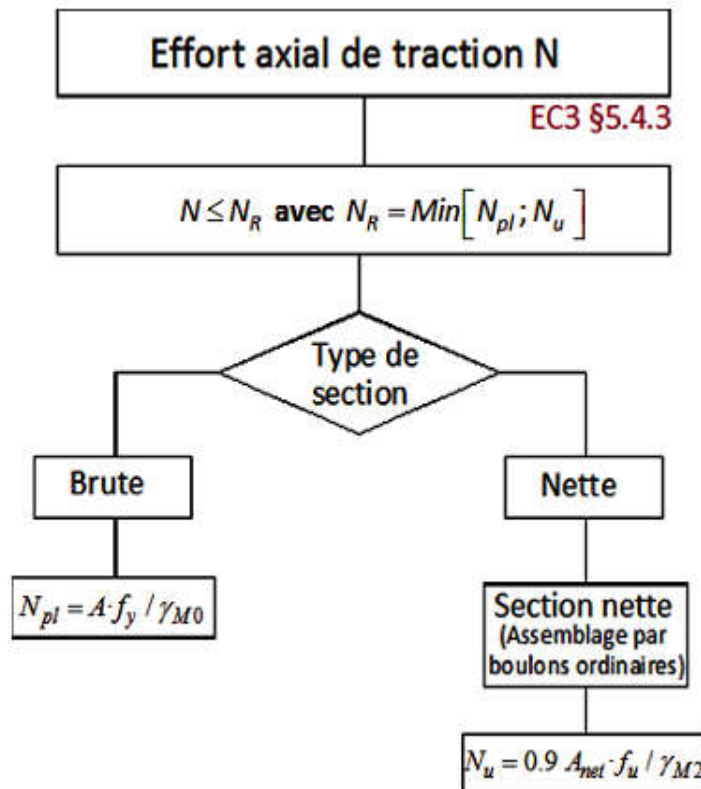 Effort axial de traction N
EC3 §5.4.3
N ≤ N_R avec N_R = Min[N_pl ; N_u]
Type de
section
Brute
Nette
N_pl = A·f_y / γ_M0
Section nette
(Assemblage par
boulons ordinaires)
N_u = 0.9 A_net·f_u / γ_M2